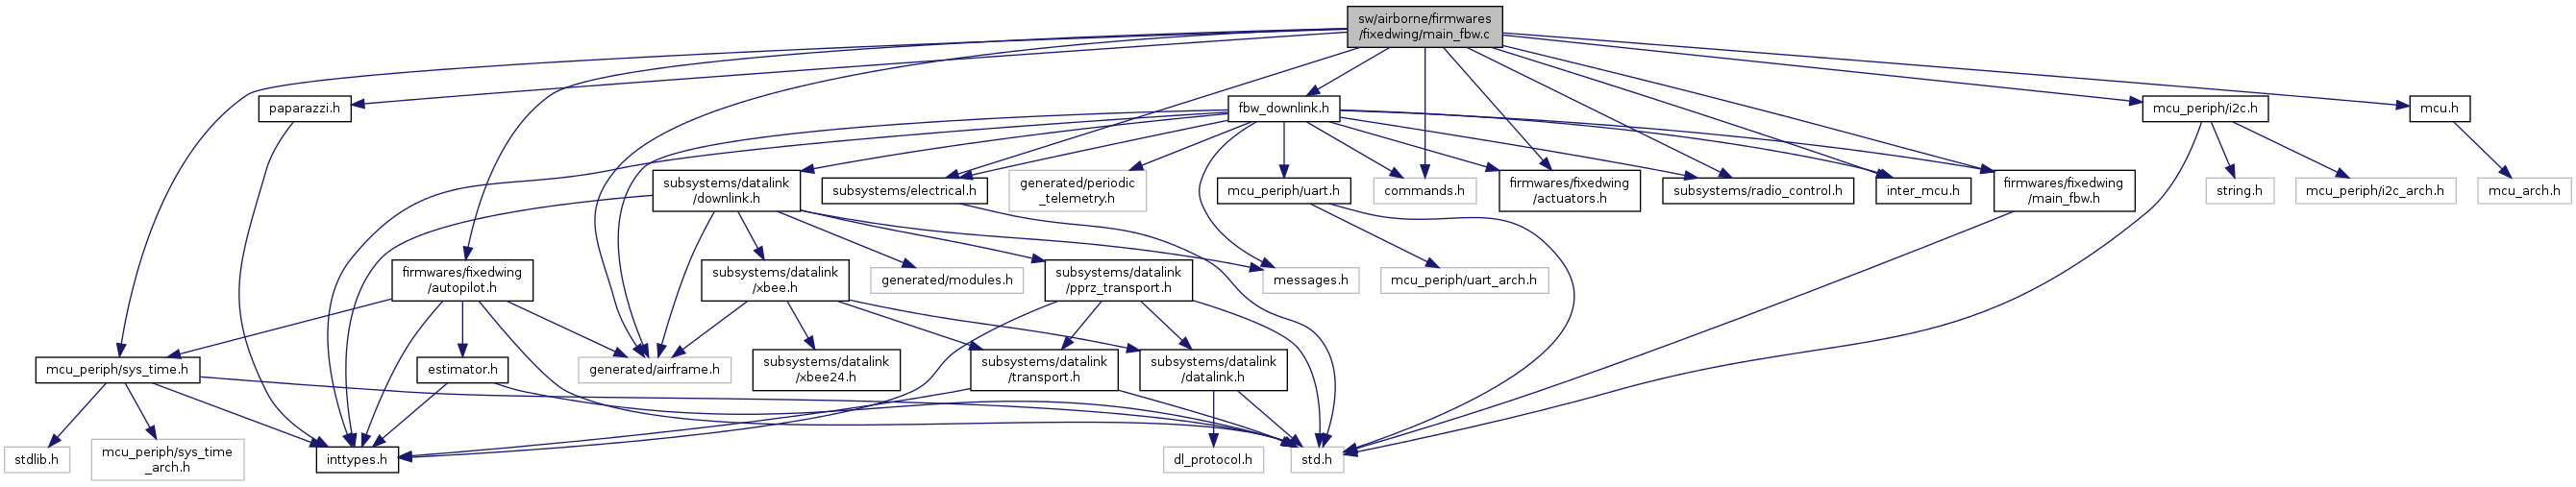 sw/airborne/firmwares
/fixedwing/main_fbw.c
paparazzi.h
fbw_downlink.h
mcu_periph/i2c.h
mcu.h
subsystems/datalink
/downlink.h
subsystems/electrical.h
generated/periodic
_telemetry.h
mcu_periph/uart.h
commands.h
firmwares/fixedwing
/actuators.h
subsystems/radio_control.h
inter_mcu.h
firmwares/fixedwing
/main_fbw.h
string.h
mcu_periph/i2c_arch.h
mcu_arch.h
firmwares/fixedwing
/autopilot.h
subsystems/datalink
/xbee.h
generated/modules.h
subsystems/datalink
/pprz_transport.h
messages.h
mcu_periph/uart_arch.h
mcu_periph/sys_time.h
estimator.h
generated/airframe.h
subsystems/datalink
/xbee24.h
subsystems/datalink
/transport.h
subsystems/datalink
/datalink.h
stdlib.h
mcu_periph/sys_time
_arch.h
inttypes.h
dl_protocol.h
std.h